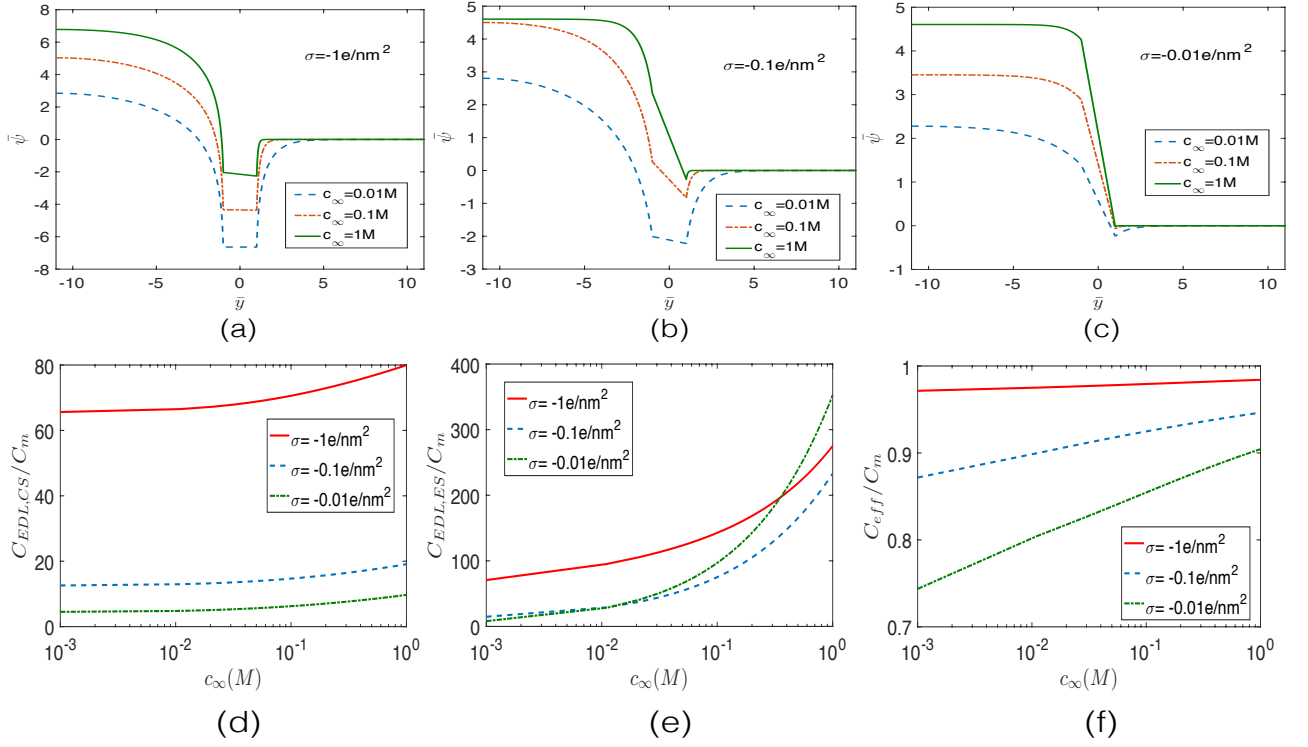 σ=-1e/nm²
8
6
4
2
0
-2
-4
-6
-8
ψ̄
c∞=0.01M
c∞=0.1M
c∞=1M
-10 -5 0 5 10
ȳ
(a)
σ=-0.1e/nm²
5
4
3
2
1
0
-1
-2
-3
ψ̄
c∞=0.01M
c∞=0.1M
c∞=1M
-10 -5 0 5 10
ȳ
(b)
σ=-0.01e/nm²
5
4
3
2
1
0
-1
ψ̄
c∞=0.01M
c∞=0.1M
c∞=1M
-10 -5 0 5 10
ȳ
(c)
80
60
40
20
0
C_EDL,CS/C_m
σ= -1e/nm²
σ= -0.1e/nm²
σ= -0.01e/nm²
10⁻³ 10⁻² 10⁻¹ 10⁰
c∞(M)
(d)
400
300
200
100
0
C_EDL,ES/C_m
σ= -1e/nm²
σ= -0.1e/nm²
σ= -0.01e/nm²
10⁻³ 10⁻² 10⁻¹ 10⁰
c∞(M)
(e)
1
0.9
0.8
0.7
C_eff/C_m
σ= -1e/nm²
σ= -0.1e/nm²
σ= -0.01e/nm²
10⁻³ 10⁻² 10⁻¹ 10⁰
c∞(M)
(f)